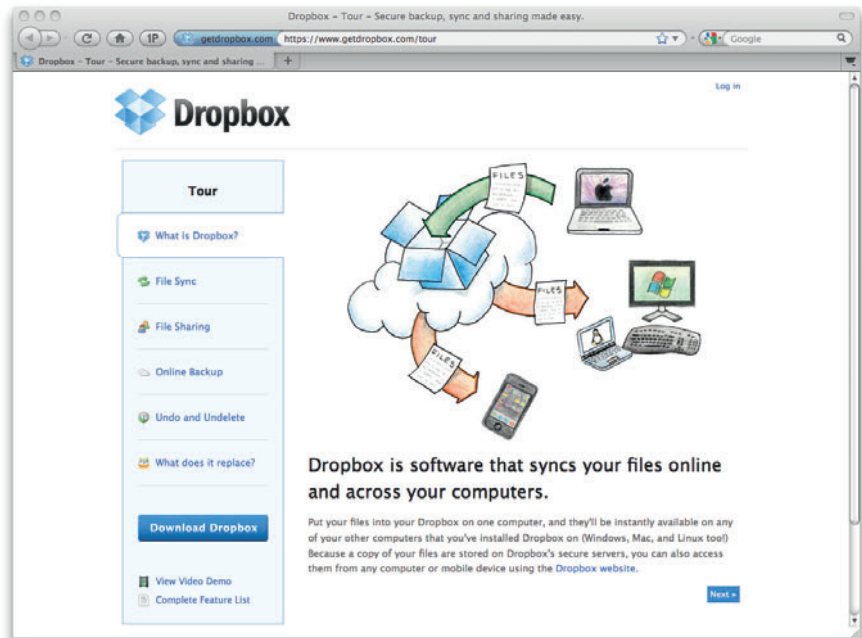 Dropbox – Tour – Secure backup, sync and sharing made easy.
1P
getdropbox.com
https://www.getdropbox.com/tour
Google
Dropbox – Tour – Secure backup, sync and sharing ...
Log in
Dropbox
Tour
What is Dropbox?
File Sync
File Sharing
Online Backup
Undo and Undelete
What does it replace?
Download Dropbox
View Video Demo
Complete Feature List
FILES
FILES
FILES
Dropbox is software that syncs your files online
and across your computers.
Put your files into your Dropbox on one computer, and they'll be instantly available on any
of your other computers that you've installed Dropbox on (Windows, Mac, and Linux too!)
Because a copy of your files are stored on Dropbox's secure servers, you can also access
them from any computer or mobile device using the Dropbox website.
Next »